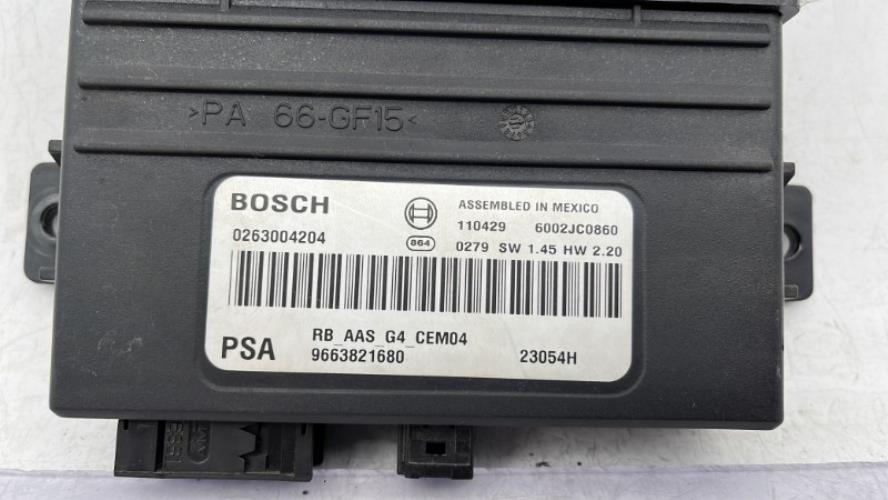 >PA 66-GF15<
BOSCH
ASSEMBLED IN MEXICO
110429 6002JC0860
0263004204
864
0279 SW 1.45 HW 2.20
RB_AAS_G4_CEM04
PSA
9663821680
23054H